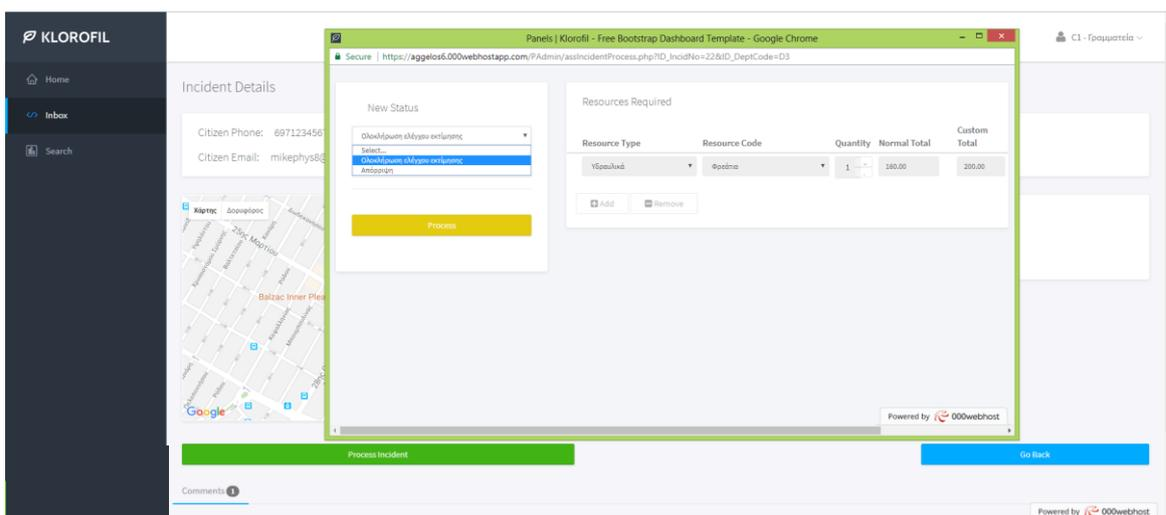 KLOROFIL
Home
Inbox
Search
C1 - Γραμματεία
Incident Details
Citizen Phone: 697123456
Citizen Email: mikephys8@
Χάρτης Δορυφόρος
25ης Μαρτίου
Balzac Inner Plea
28ης
Google
Panels | Klorofil - Free Bootstrap Dashboard Template - Google Chrome
Secure | https://aggelos6.000webhostapp.com/PAdmin/assIncidentProcess.php?ID_IncidNo=22&ID_DeptCode=D3
New Status
Ολοκλήρωση ελέγχου εκτίμησης
Select...
Ολοκλήρωση ελέγχου εκτίμησης
Απόρριψη
Process
Resources Required
Resource Type Resource Code Quantity Normal Total Custom Total
Υδραυλικά Φρεάτια 1 160.00 200.00
Add Remove
Powered by 000webhost
Process Incident
Go Back
Comments 1
Powered by 000webhost